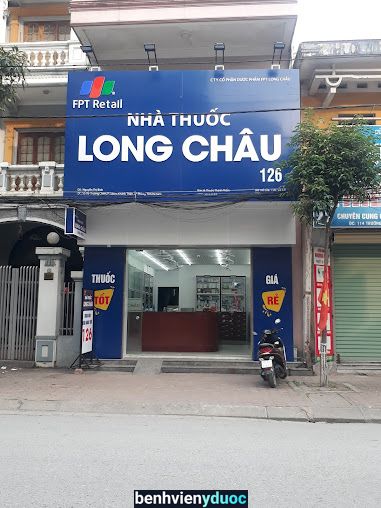 FPT Retail
CTY CỔ PHẦN DƯỢC PHẨM FPT LONG CHÂU
NHÀ THUỐC
LONG CHÂU
126
THUỐC
TỐT
GIÁ
RẺ
126
CHUYÊN CUNG
benhvienyduoc